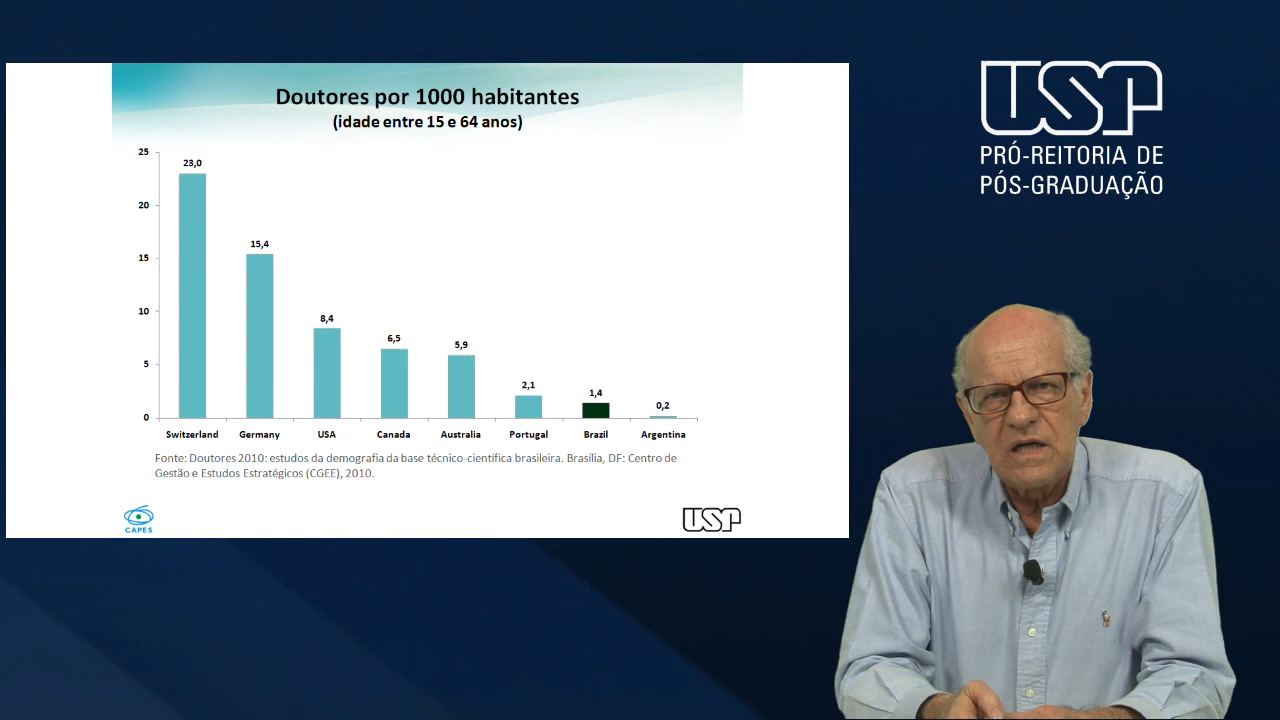 Doutores por 1000 habitantes
(idade entre 15 e 64 anos)
25
20
15
10
5
0
23,0
15,4
8,4
6,5
5,9
2,1
1,4
0,2
Switzerland
Germany
USA
Canada
Australia
Portugal
Brazil
Argentina
Fonte: Doutores 2010: estudos da demografia da base técnico-científica brasileira. Brasília, DF: Centro de
Gestão e Estudos Estratégicos (CGEE), 2010.
CAPES
USP
USP
PRÓ-REITORIA DE
PÓS-GRADUAÇÃO